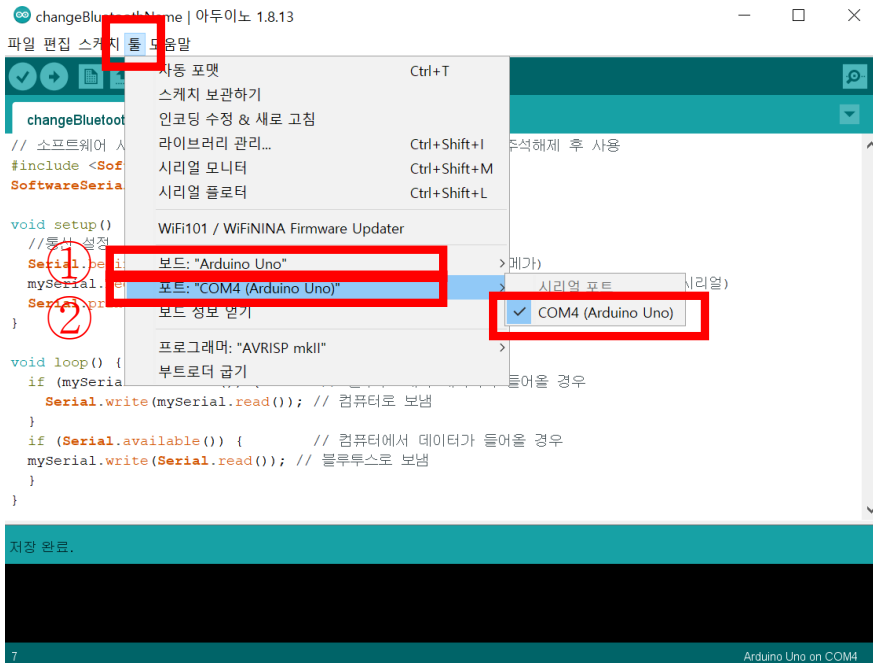 changeBluetoothName | 아두이노 1.8.13
파일 편집 스케치 툴 도움말
자동 포맷 Ctrl+T
스케치 보관하기
인코딩 수정 & 새로 고침
라이브러리 관리... Ctrl+Shift+I
시리얼 모니터 Ctrl+Shift+M
시리얼 플로터 Ctrl+Shift+L
WiFi101 / WiFiNINA Firmware Updater
① 보드: "Arduino Uno"
② 포트: "COM4 (Arduino Uno)"
시리얼 포트
COM4 (Arduino Uno)
보드 정보 얻기
프로그래머: "AVRISP mkII"
부트로더 굽기
changeBluetoot
// 소프트웨어 시 주석해제 후 사용
#include <Sof
SoftwareSeria
void setup()
//통신 설정
Serial.begi 메가)
mySerial. 시리얼)
Serial.pr
}
void loop() {
if (mySeria 들어올 경우
Serial.write(mySerial.read()); // 컴퓨터로 보냄
}
if (Serial.available()) { // 컴퓨터에서 데이터가 들어올 경우
mySerial.write(Serial.read()); // 블루투스로 보냄
}
}
저장 완료.
7 Arduino Uno on COM4